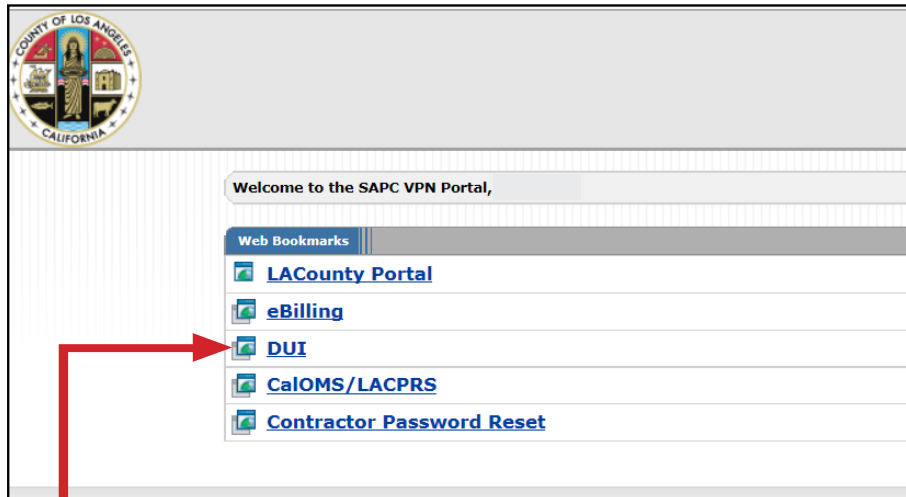 COUNTY OF LOS ANGELES
CALIFORNIA
Welcome to the SAPC VPN Portal,
Web Bookmarks
LACounty Portal
eBilling
DUI
CalOMS/LACPRS
Contractor Password Reset